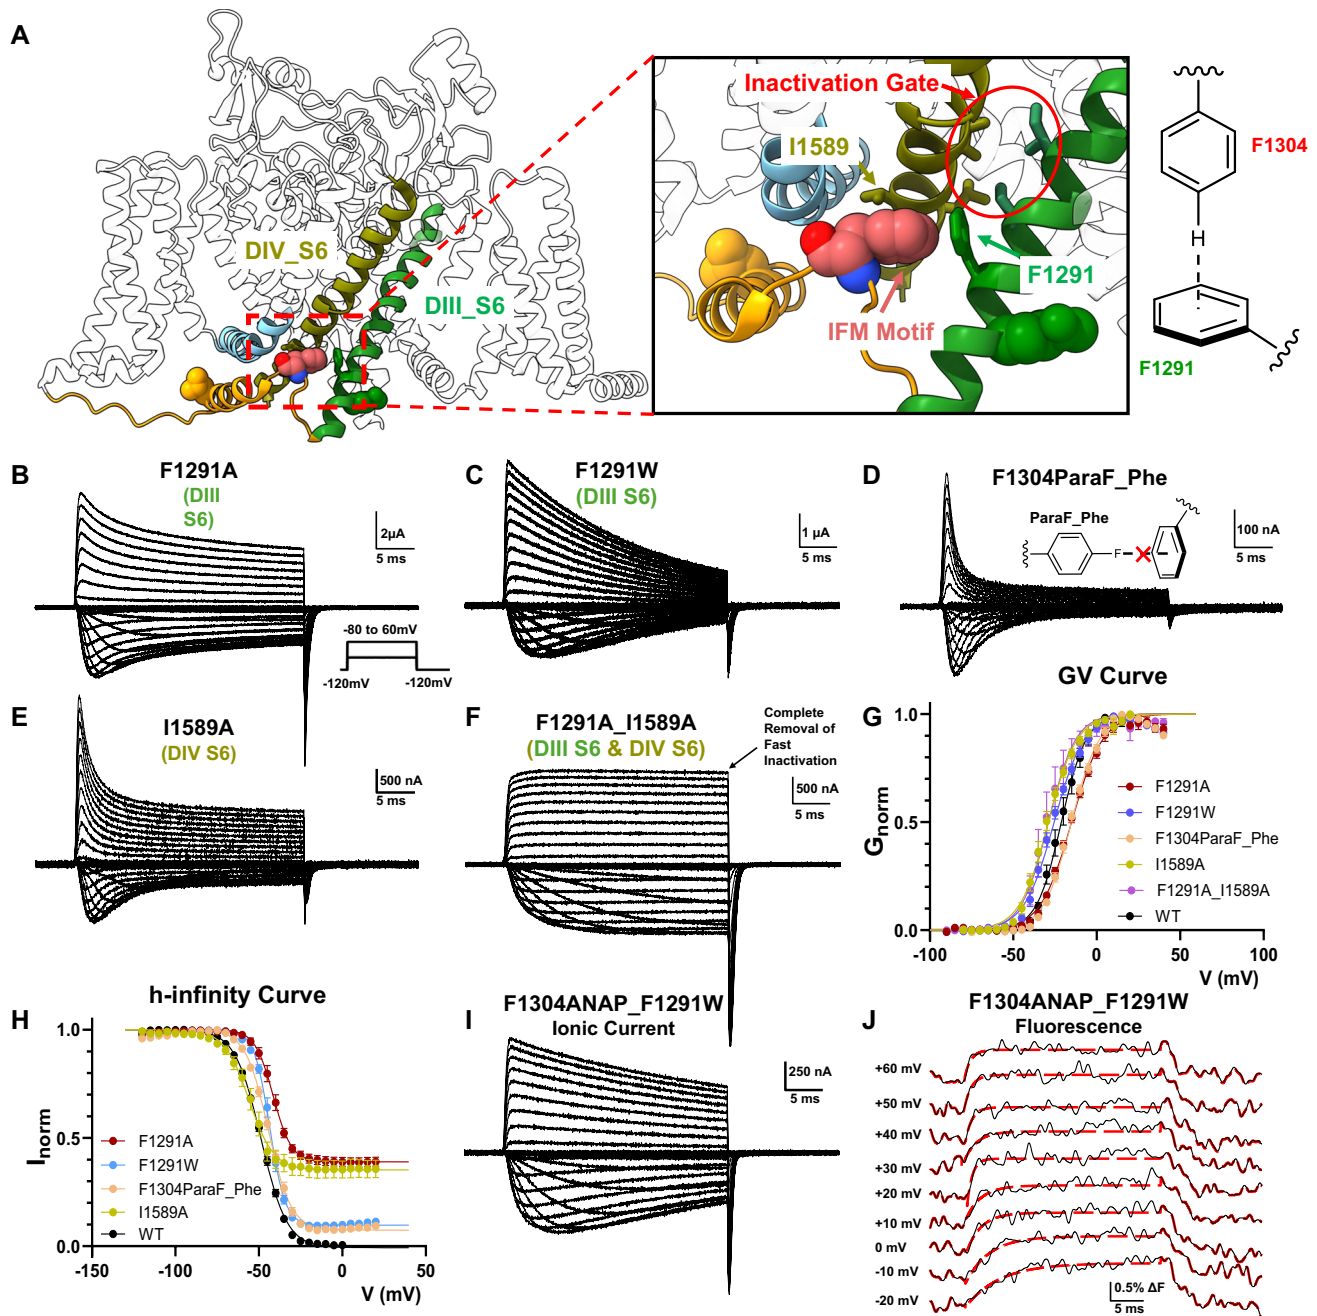 A
DIV_S6
DIII_S6
Inactivation Gate
I1589
F1291
IFM Motif
F1304
H
F1291
B
F1291A
(DIII
S6)
2µA
5 ms
-80 to 60mV
-120mV
-120mV
C
F1291W
(DIII S6)
1 µA
5 ms
D
F1304ParaF_Phe
ParaF_Phe
F
100 nA
5 ms
E
I1589A
(DIV S6)
500 nA
5 ms
F
F1291A_I1589A
(DIII S6 & DIV S6)
Complete
Removal of
Fast
Inactivation
500 nA
5 ms
GV Curve
G
1.0
0.5
0.0
Gnorm
-100
-50
0
50
100
V (mV)
F1291A
F1291W
F1304ParaF_Phe
I1589A
F1291A_I1589A
WT
h-infinity Curve
H
1.0
0.5
0.0
Inorm
-150
-100
-50
0
50
V (mV)
F1291A
F1291W
F1304ParaF_Phe
I1589A
WT
I
F1304ANAP_F1291W
Ionic Current
250 nA
5 ms
J
F1304ANAP_F1291W
Fluorescence
+60 mV
+50 mV
+40 mV
+30 mV
+20 mV
+10 mV
0 mV
-10 mV
-20 mV
0.5% ΔF
5 ms